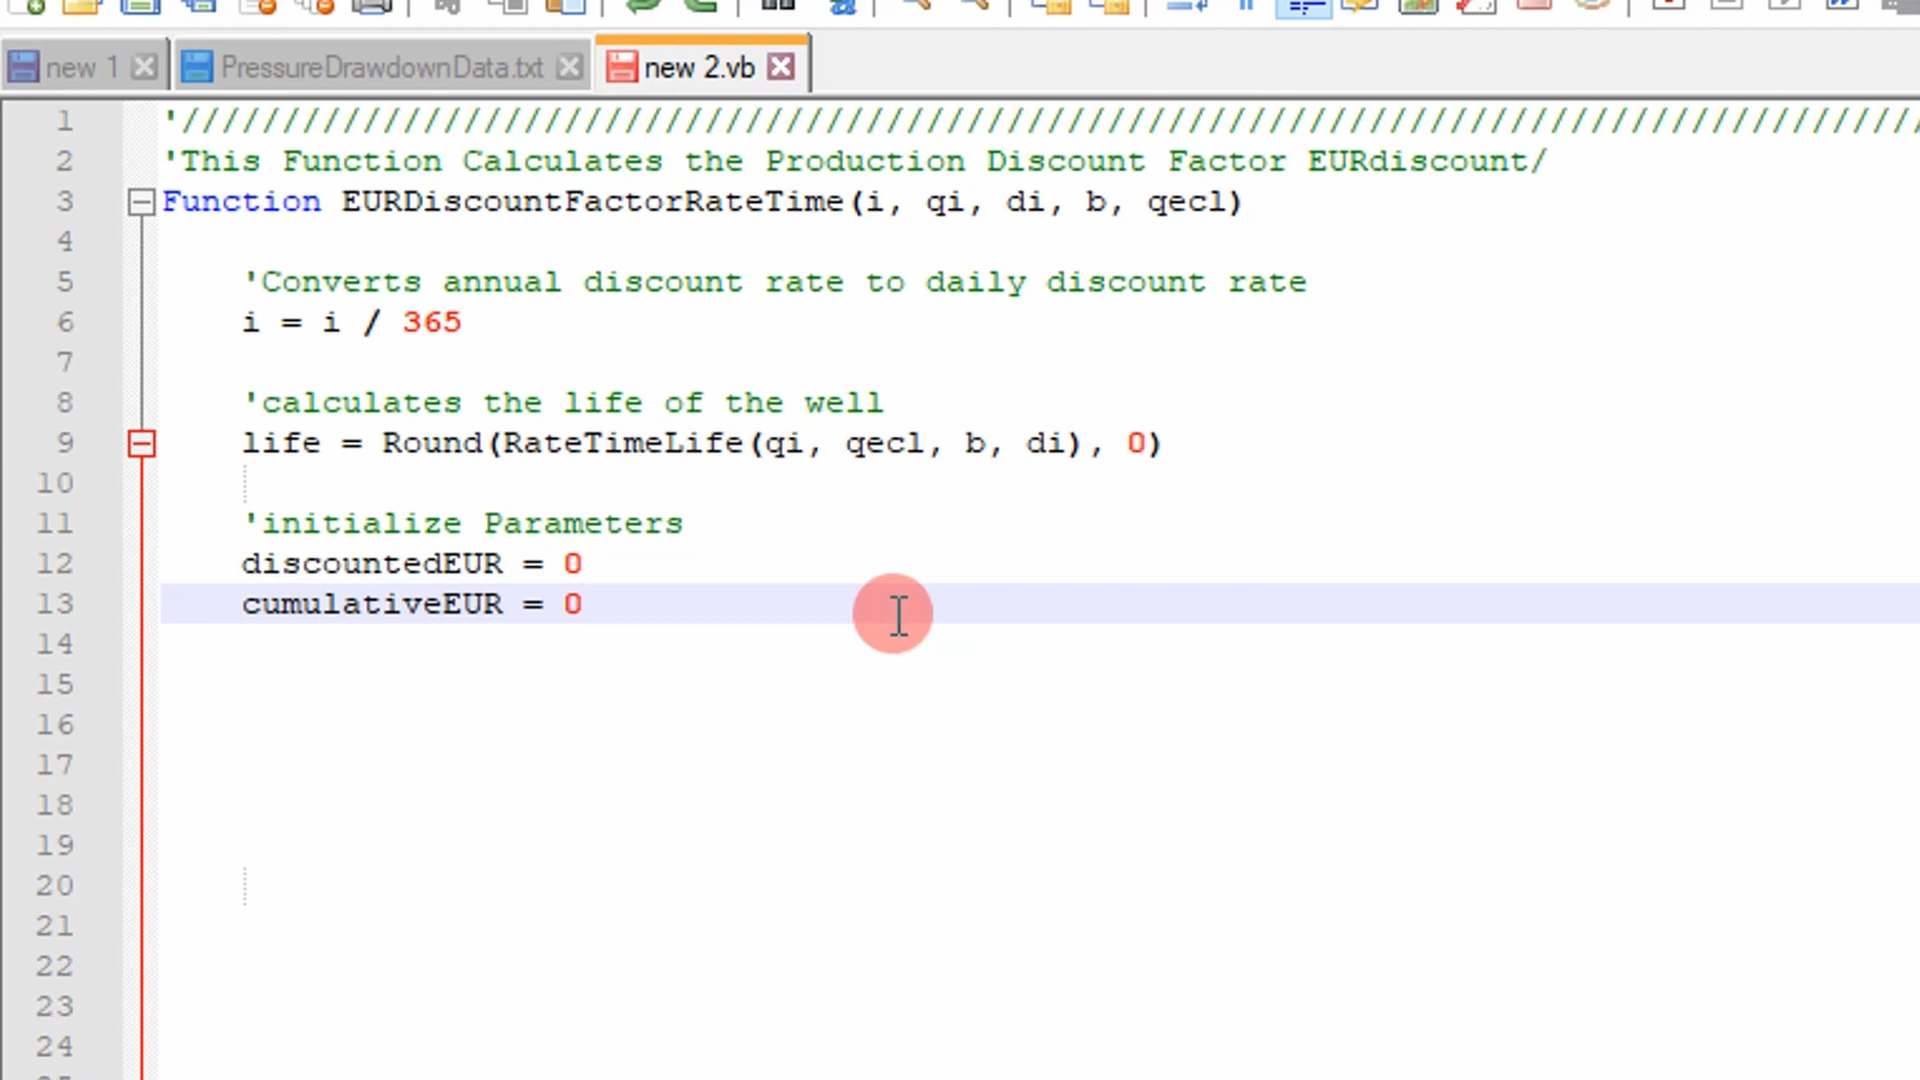 new 1
PressureDrawdownData.txt
new 2.vb
1 '///////////////////////////////////////////////////////////////////////////////////////
2 'This Function Calculates the Production Discount Factor EURdiscount/
3 Function EURDiscountFactorRateTime(i, qi, di, b, qecl)
4
5 'Converts annual discount rate to daily discount rate
6 i = i / 365
7
8 'calculates the life of the well
9 life = Round(RateTimeLife(qi, qecl, b, di), 0)
10
11 'initialize Parameters
12 discountedEUR = 0
13 cumulativeEUR = 0
14
15
16
17
18
19
20
21
22
23
24